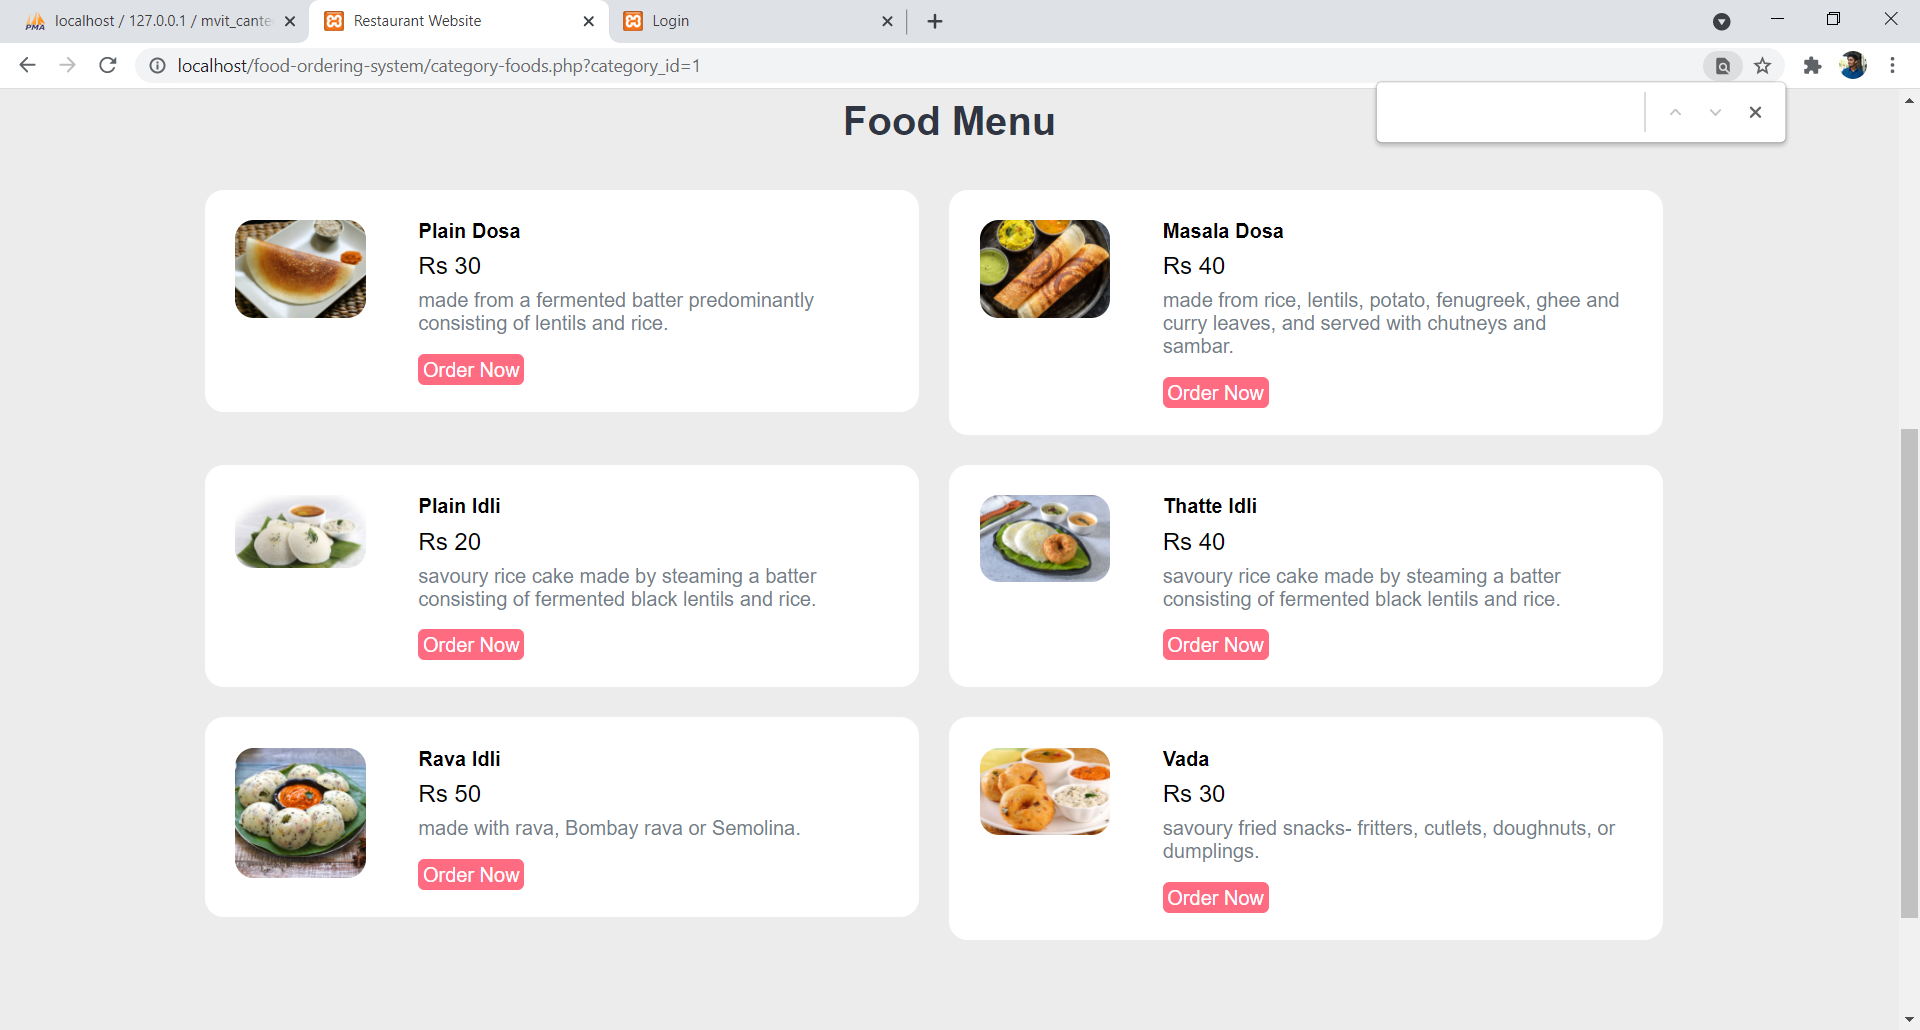 localhost / 127.0.0.1 / mvit_cante
Restaurant Website
Login
localhost/food-ordering-system/category-foods.php?category_id=1
Food Menu
Plain Dosa
Rs 30
made from a fermented batter predominantly
consisting of lentils and rice.
Order Now
Masala Dosa
Rs 40
made from rice, lentils, potato, fenugreek, ghee and
curry leaves, and served with chutneys and
sambar.
Order Now
Plain Idli
Rs 20
savoury rice cake made by steaming a batter
consisting of fermented black lentils and rice.
Order Now
Thatte Idli
Rs 40
savoury rice cake made by steaming a batter
consisting of fermented black lentils and rice.
Order Now
Rava Idli
Rs 50
made with rava, Bombay rava or Semolina.
Order Now
Vada
Rs 30
savoury fried snacks- fritters, cutlets, doughnuts, or
dumplings.
Order Now